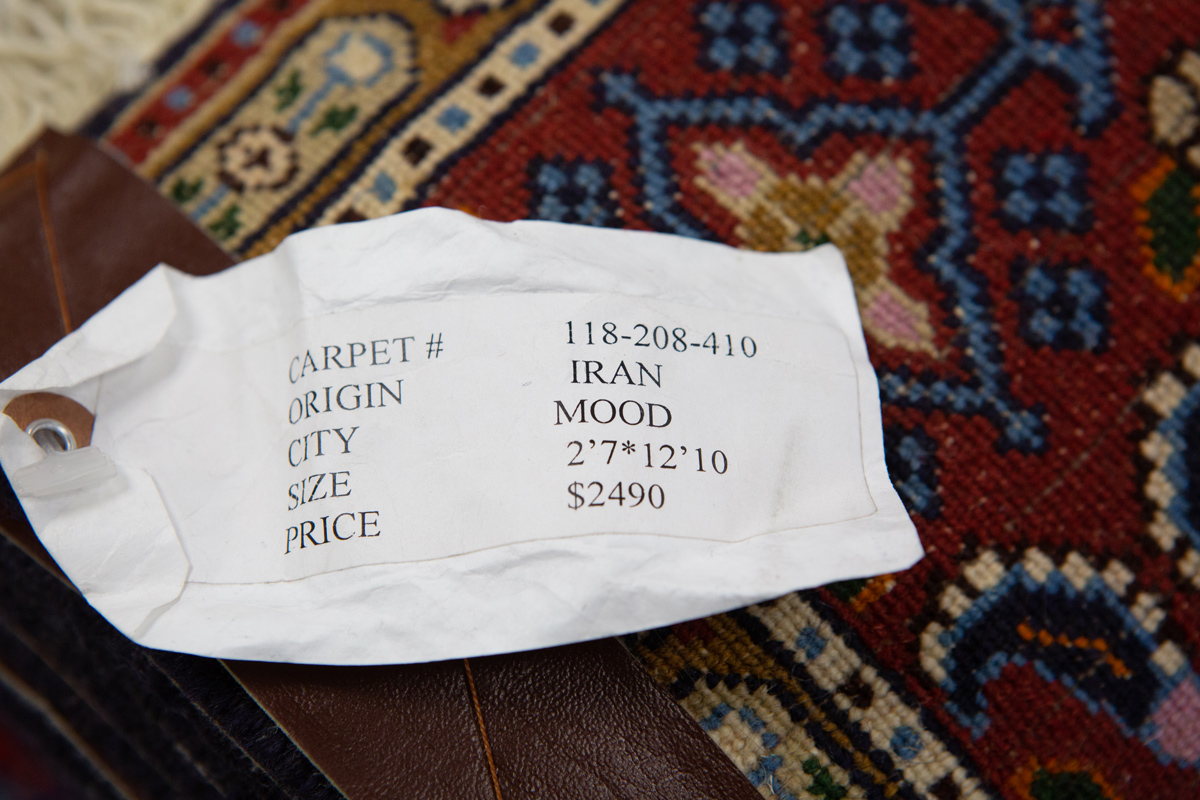 CARPET # 118-208-410
ORIGIN IRAN
CITY MOOD
SIZE 2’7*12’10
PRICE $2490